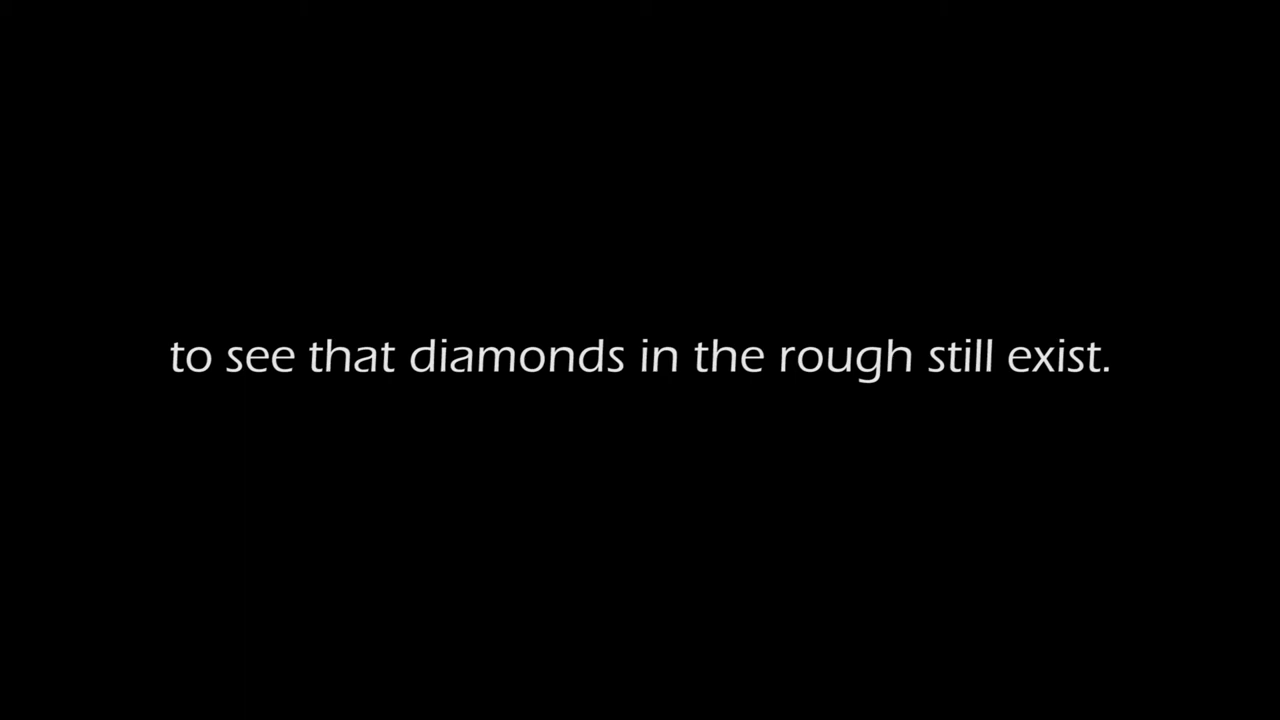 to see that diamonds in the rough still exist.